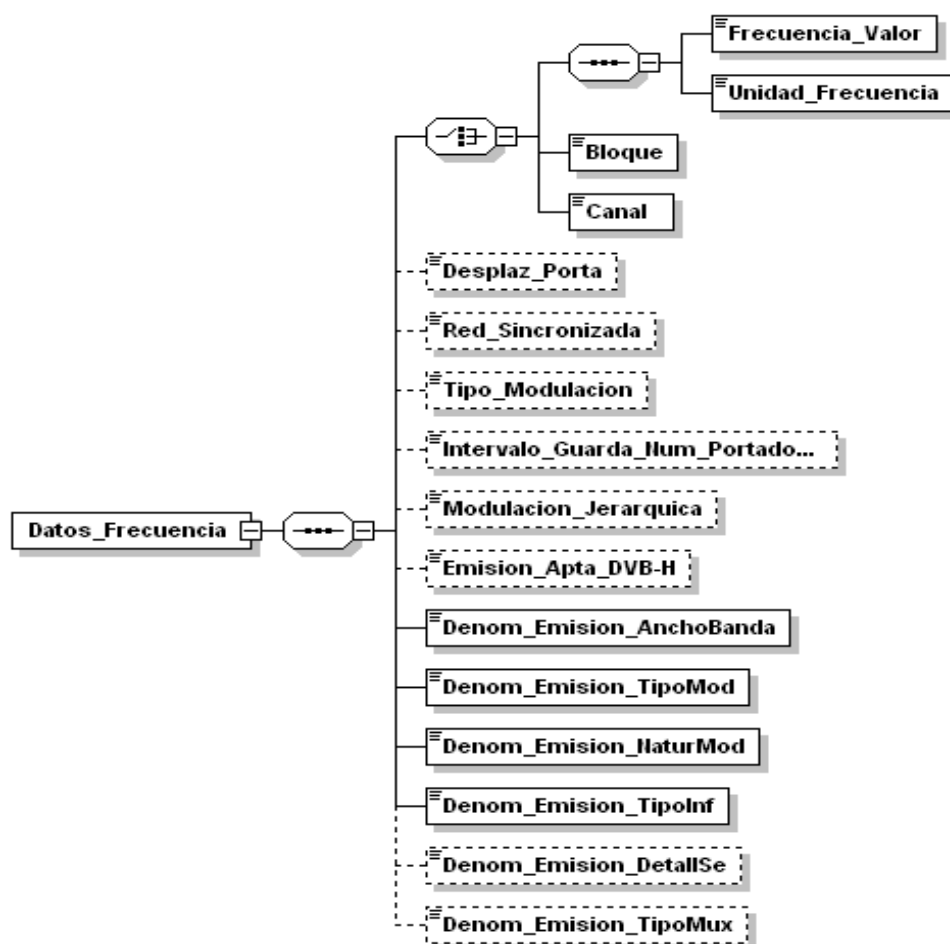 Frecuencia_Valor
Unidad_Frecuencia
Bloque
Canal
Desplaz_Porta
Red_Sincronizada
Tipo_Modulacion
Intervalo_Guarda_Num_Portado...
Modulacion_Jerarquica
Datos_Frecuencia
Emision_Apta_DVB-H
Denom_Emision_AnchoBanda
Denom_Emision_TipoMod
Denom_Emision_NaturMod
Denom_Emision_TipoInf
Denom_Emision_DetallSe
Denom_Emision_TipoMux